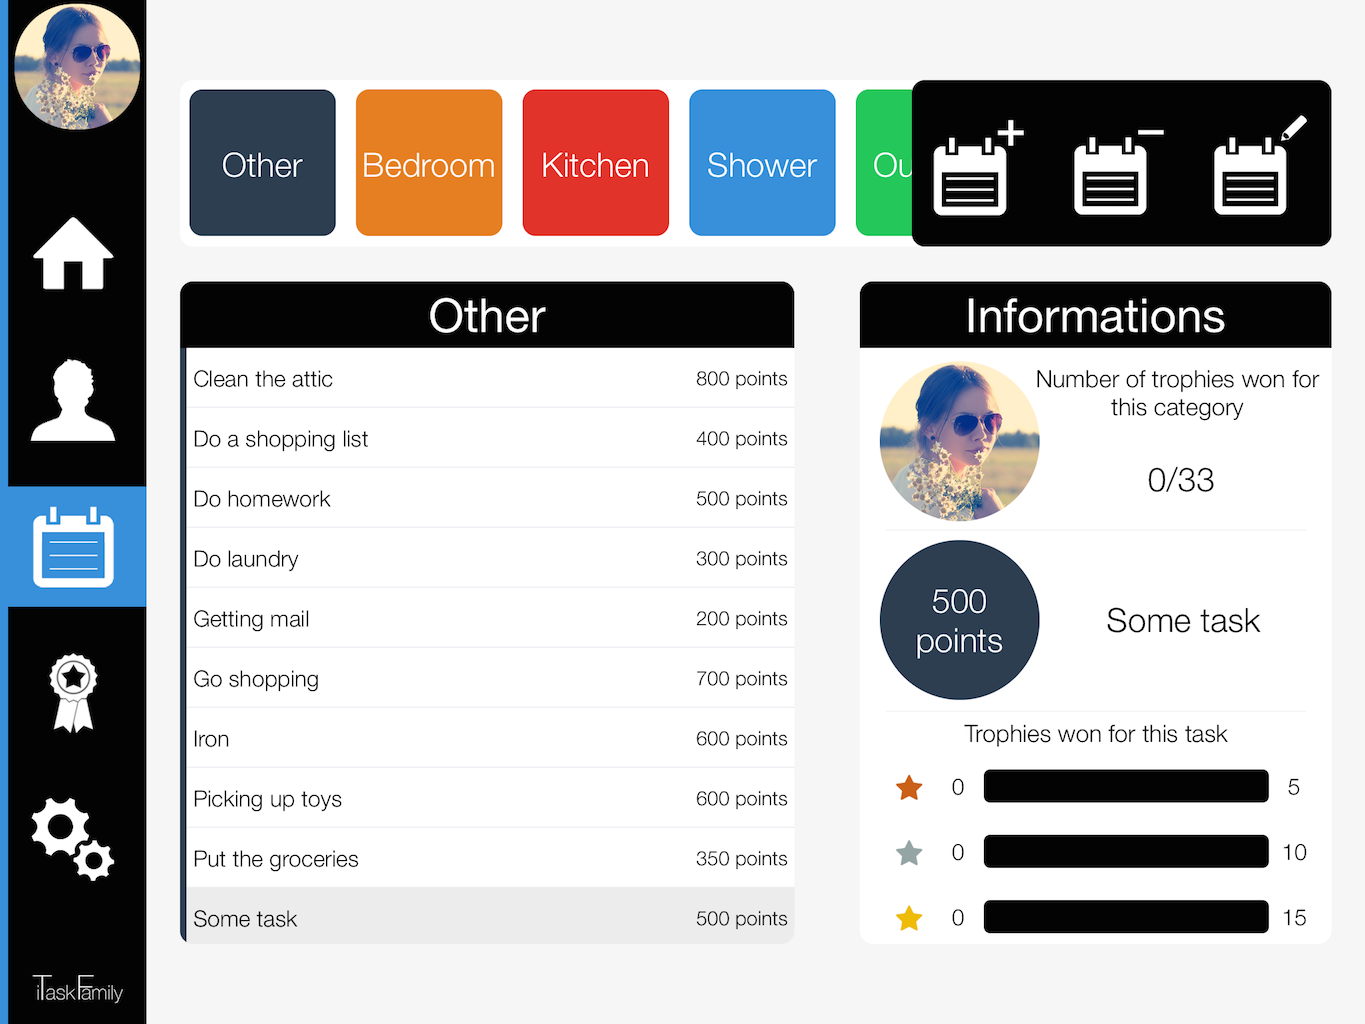 Other
Bedroom
Kitchen
Shower
Ou
Other
Clean the attic 800 points
Do a shopping list 400 points
Do homework 500 points
Do laundry 300 points
Getting mail 200 points
Go shopping 700 points
Iron 600 points
Picking up toys 600 points
Put the groceries 350 points
Some task 500 points
Informations
Number of trophies won for
this category
0/33
500
points
Some task
Trophies won for this task
0 5
0 10
0 15
iTaskFamily